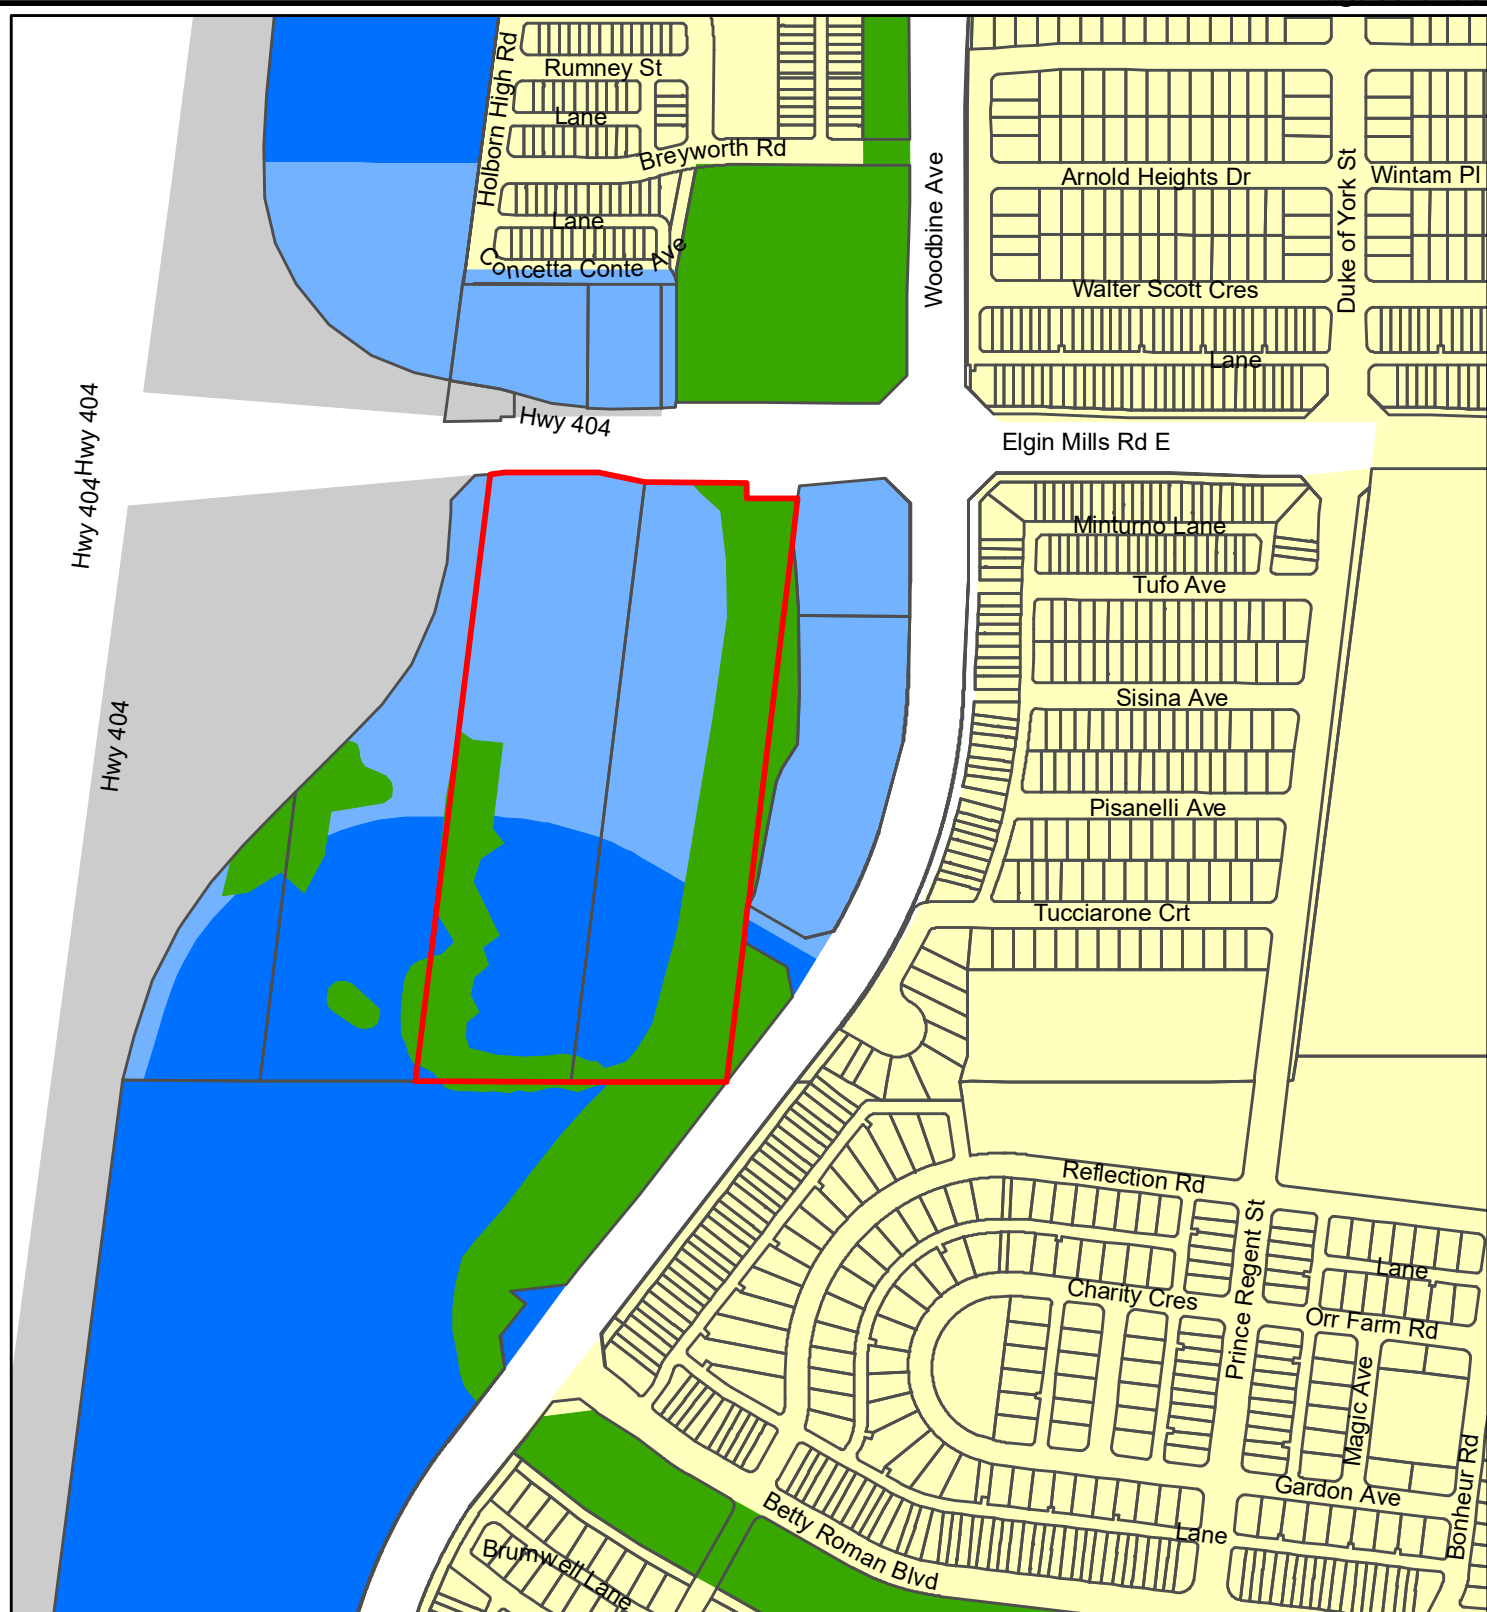 Rumney St
Holborn High Rd
Lane
Breyworth Rd
Lane
Concetta Conte Ave
Woodbine Ave
Arnold Heights Dr
Duke of York St
Wintam Pl
Walter Scott Cres
Lane
Hwy 404
Hwy 404
Hwy 404
Elgin Mills Rd E
Minturno Lane
Tufo Ave
Sisina Ave
Hwy 404
Pisanelli Ave
Tucciarone Crt
Reflection Rd
Prince Regent St
Lane
Charity Cres
Orr Farm Rd
Magic Ave
Bonheur Rd
Gardon Ave
Betty Roman Blvd
Lane
Brumwell Lane